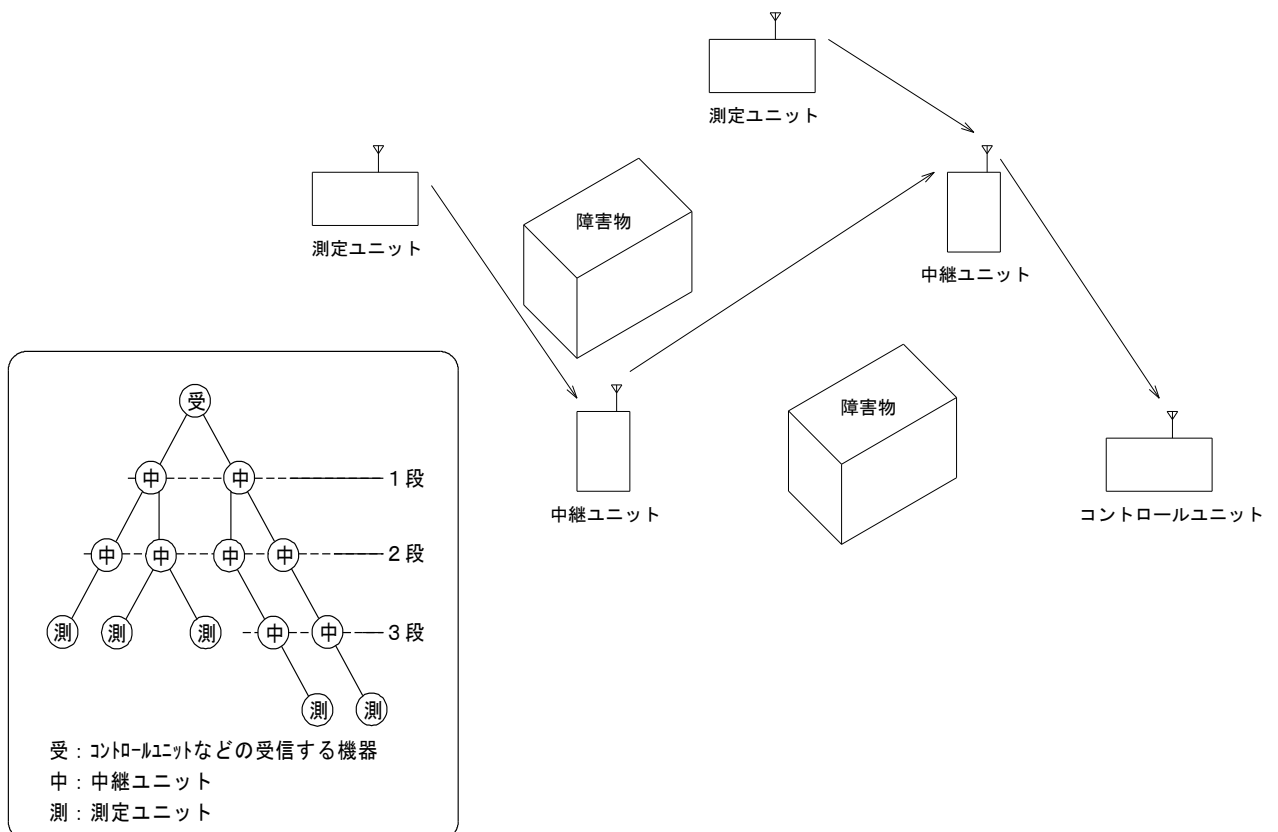 測定ユニット
測定ユニット
障害物
中継ユニット
障害物
中継ユニット
コントロールユニット
受
中 中 1段
中 中 中 中 2段
測 測 測 中 中 3段
測 測
受：コントロールユニットなどの受信する機器
中：中継ユニット
測：測定ユニット